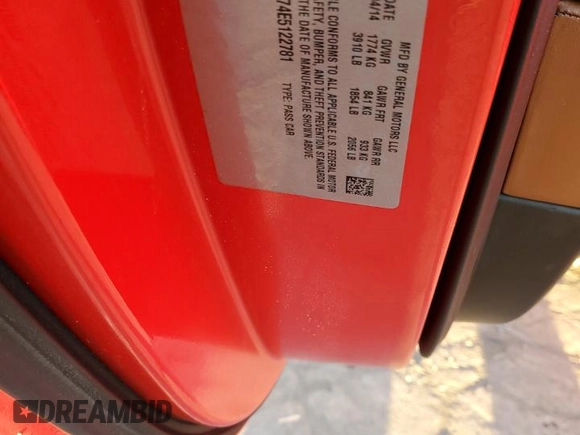 MFD BY GENERAL MOTORS LLC
DATE GVWR GAWR FRT GAWR RR
04/14 1774 KG 841 KG 933 KG
3910 LB 1854 LB 2056 LB
LE CONFORMS TO ALL APPLICABLE U.S. FEDERAL MOTOR
AFETY, BUMPER, AND THEFT PREVENTION STANDARDS IN
THE DATE OF MANUFACTURE SHOWN ABOVE.
74E5122781 TYPE: PASS CAR
DREAMBID